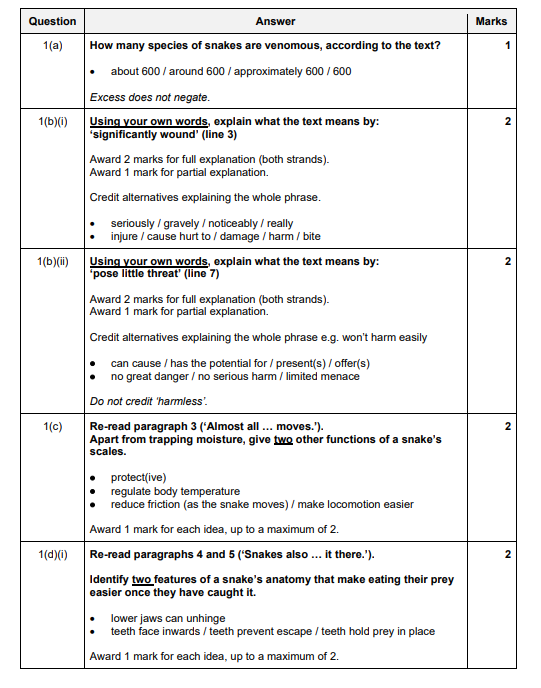 Question Answer Marks
1(a) How many species of snakes are venomous, according to the text? 1
• about 600 / around 600 / approximately 600 / 600
Excess does not negate.
1(b)(i) Using your own words, explain what the text means by: 2
‘significantly wound’ (line 3)
Award 2 marks for full explanation (both strands).
Award 1 mark for partial explanation.
Credit alternatives explaining the whole phrase.
• seriously / gravely / noticeably / really
• injure / cause hurt to / damage / harm / bite
1(b)(ii) Using your own words, explain what the text means by: 2
‘pose little threat’ (line 7)
Award 2 marks for full explanation (both strands).
Award 1 mark for partial explanation.
Credit alternatives explaining the whole phrase e.g. won’t harm easily
• can cause / has the potential for / present(s) / offer(s)
• no great danger / no serious harm / limited menace
Do not credit ‘harmless’.
1(c) Re-read paragraph 3 (‘Almost all … moves.’). 2
Apart from trapping moisture, give two other functions of a snake’s
scales.
• protect(ive)
• regulate body temperature
• reduce friction (as the snake moves) / make locomotion easier
Award 1 mark for each idea, up to a maximum of 2.
1(d)(i) Re-read paragraphs 4 and 5 (‘Snakes also … it there.’). 2
Identify two features of a snake’s anatomy that make eating their prey
easier once they have caught it.
• lower jaws can unhinge
• teeth face inwards / teeth prevent escape / teeth hold prey in place
Award 1 mark for each idea, up to a maximum of 2.